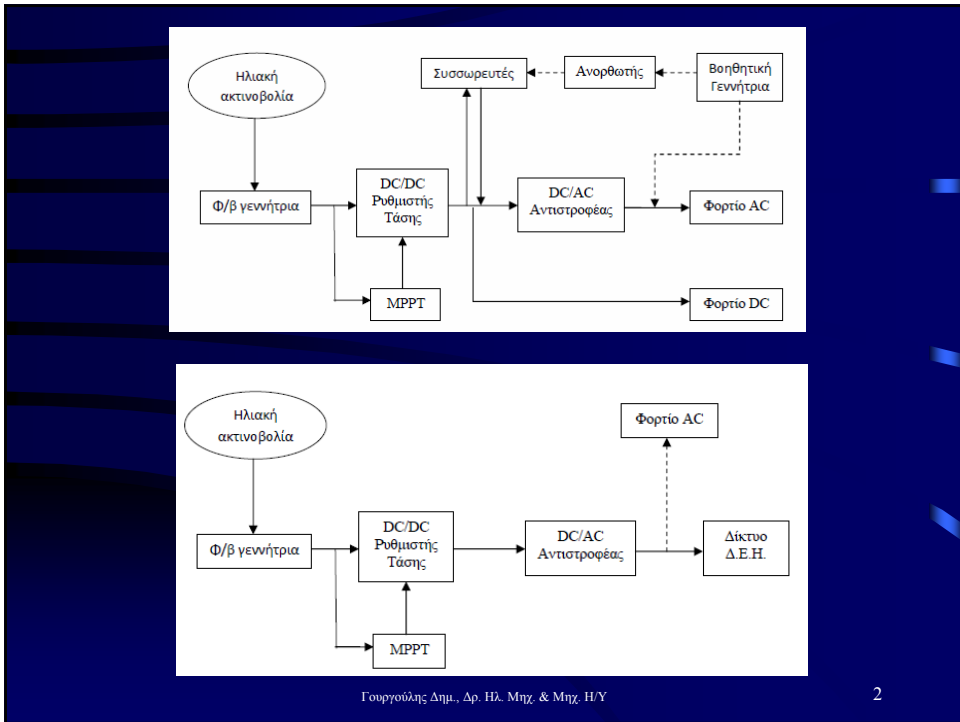 Ηλιακή
ακτινοβολία
Συσσωρευτές
Ανορθωτής
Βοηθητική
Γεννήτρια
Φ/β γεννήτρια
DC/DC
Ρυθμιστής
Τάσης
DC/AC
Αντιστροφέας
Φορτίο AC
MPPT
Φορτίο DC
Ηλιακή
ακτινοβολία
Φορτίο AC
Φ/β γεννήτρια
DC/DC
Ρυθμιστής
Τάσης
DC/AC
Αντιστροφέας
Δίκτυο
Δ.Ε.Η.
MPPT
Γουργούλης Δημ., Δρ. Ηλ. Μηχ. & Μηχ. Η/Υ
2